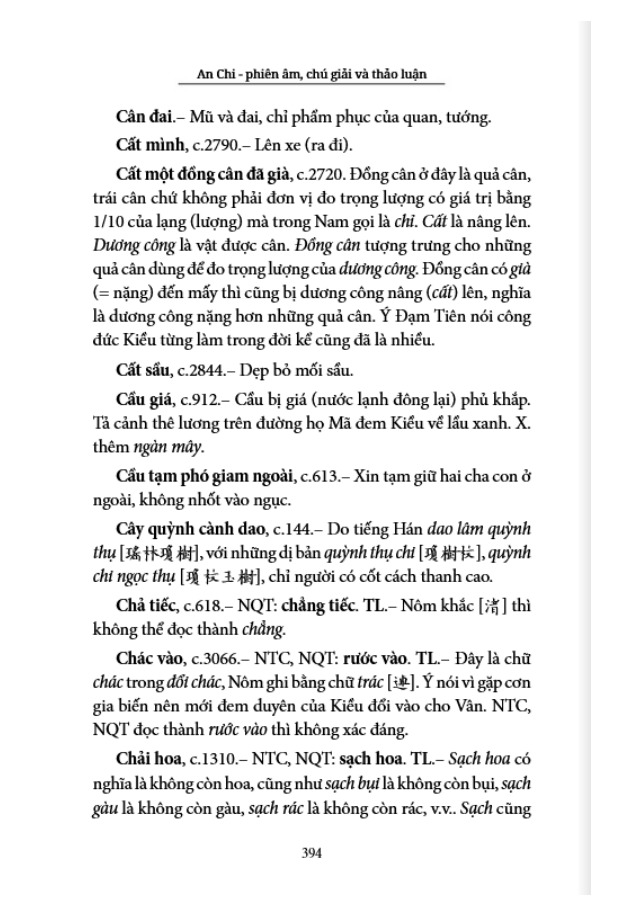 An Chi - phiên âm, chú giải và thảo luận
Cân đai.– Mũ và đai, chỉ phẩm phục của quan, tướng.
Cất mình, c.2790.– Lên xe (ra đi).
Cất một đồng cân đã già, c.2720. Đồng cân ở đây là quả cân,
trái cân chứ không phải đơn vị đo trọng lượng có giá trị bằng
1/10 của lạng (lượng) mà trong Nam gọi là chỉ. Cất là nâng lên.
Dương công là vật được cân. Đồng cân tượng trưng cho những
quả cân dùng để đo trọng lượng của dương công. Đồng cân có già
(= nặng) đến mấy thì cũng bị dương công nâng (cất) lên, nghĩa
là dương công nặng hơn những quả cân. Ý Đạm Tiên nói công
đức Kiều từng làm trong đời kể cũng đã là nhiều.
Cất sầu, c.2844.– Dẹp bỏ mối sầu.
Cầu giá, c.912.– Cầu bị giá (nước lạnh đông lại) phủ khắp.
Tả cảnh thê lương trên đường họ Mã đem Kiều về lầu xanh. X.
thêm ngàn mây.
Cầu tạm phó giam ngoài, c.613.– Xin tạm giữ hai cha con ở
ngoài, không nhốt vào ngục.
Cây quỳnh cành dao, c.144.– Do tiếng Hán dao lâm quỳnh
thụ [瑤林瓊樹], với những dị bản quỳnh thụ chi [瓊樹枝], quỳnh
chi ngọc thụ [瓊枝玉樹], chỉ người có cốt cách thanh cao.
Chả tiếc, c.618.– NQT: chẳng tiếc. TL.– Nôm khắc [渚] thì
không thể đọc thành chẳng.
Chác vào, c.3066.– NTC, NQT: rước vào. TL.– Đây là chữ
chác trong đổi chác, Nôm ghi bằng chữ trác [逴]. Ý nói vì gặp cơn
gia biến nên mới đem duyên của Kiều đổi vào cho Vân. NTC,
NQT đọc thành rước vào thì không xác đáng.
Chải hoa, c.1310.– NTC, NQT: sạch hoa. TL.– Sạch hoa có
nghĩa là không còn hoa, cũng như sạch bụi là không còn bụi, sạch
gàu là không còn gàu, sạch rác là không còn rác, v.v.. Sạch cũng
394